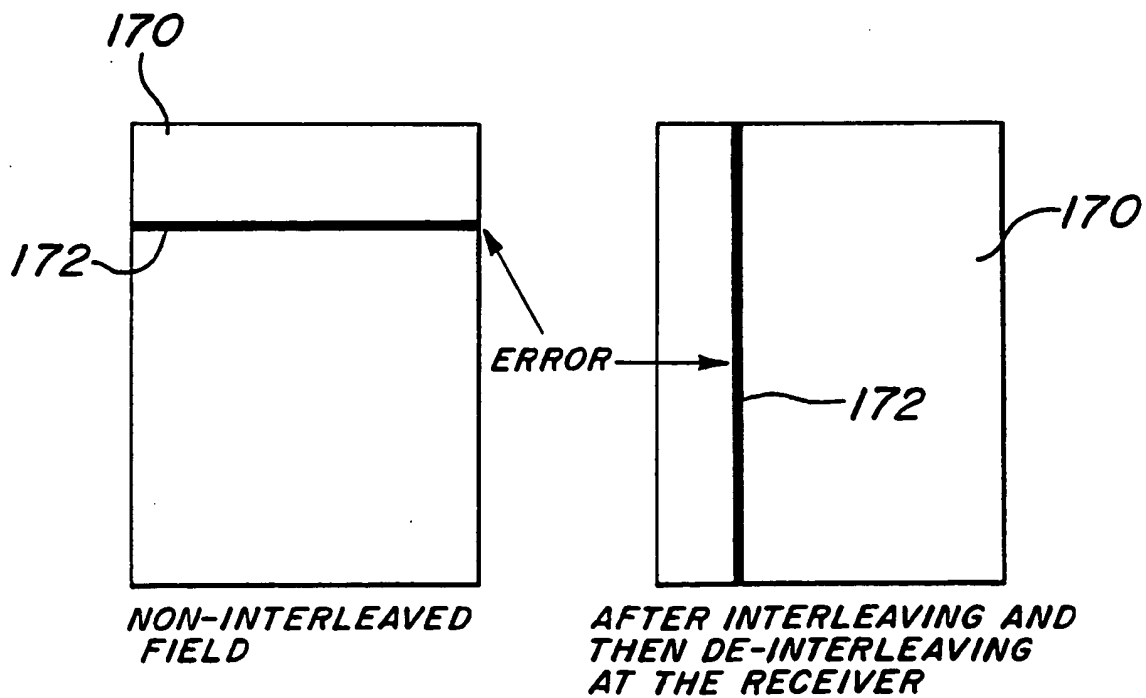 170
172
ERROR
170
172
NON-INTERLEAVED
FIELD
AFTER INTERLEAVING AND
THEN DE-INTERLEAVING
AT THE RECEIVER